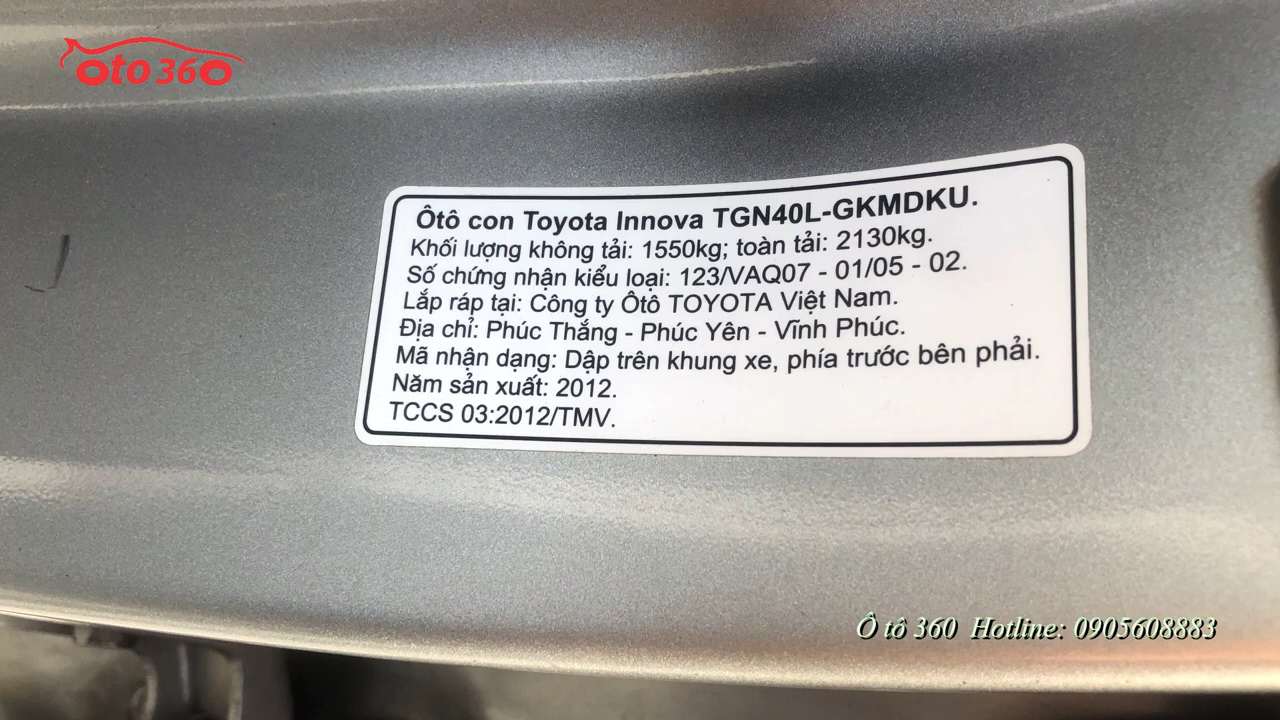 oto 360
Ôtô con Toyota Innova TGN40L-GKMDKU.
Khối lượng không tải: 1550kg; toàn tải: 2130kg.
Số chứng nhận kiểu loại: 123/VAQ07 - 01/05 - 02.
Lắp ráp tại: Công ty Ôtô TOYOTA Việt Nam.
Địa chỉ: Phúc Thắng - Phúc Yên - Vĩnh Phúc.
Mã nhận dạng: Dập trên khung xe, phía trước bên phải.
Năm sản xuất: 2012.
TCCS 03:2012/TMV.
Ô tô 360 Hotline: 0905608883